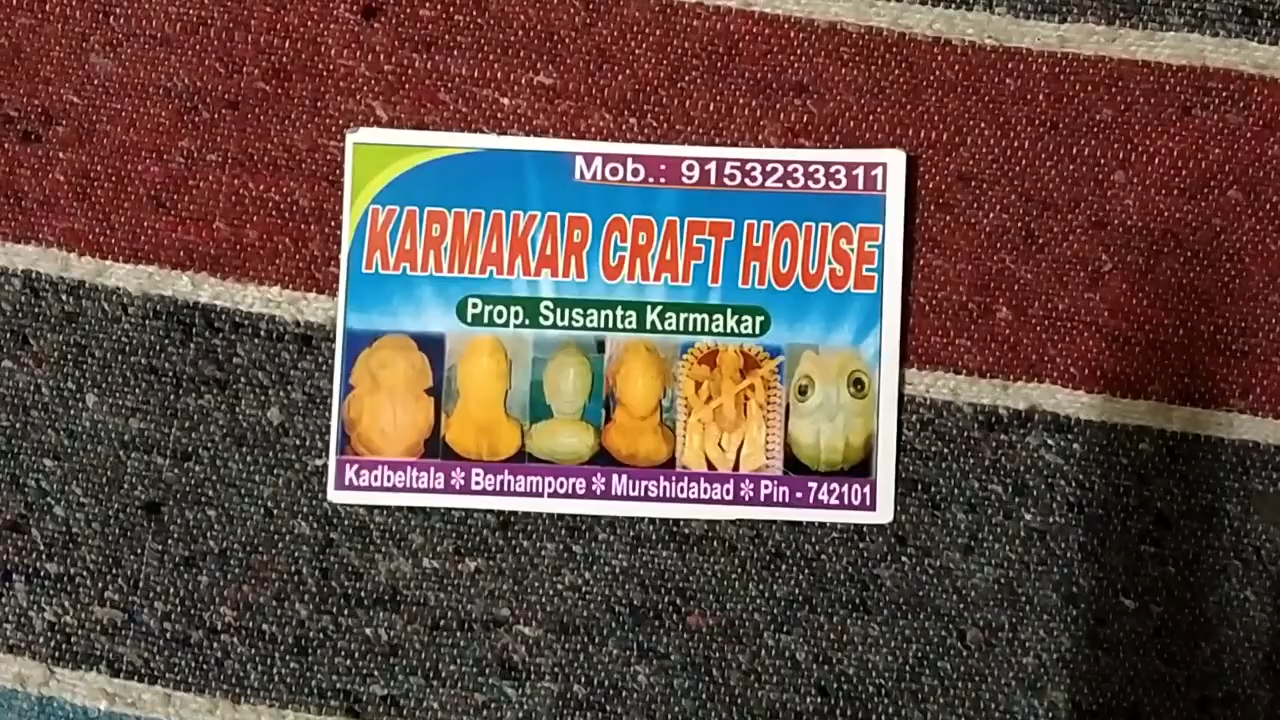 Mob.: 9153233311
KARMAKAR CRAFT HOUSE
Prop. Susanta Karmakar
Kadbeltala ✻ Berhampore ✻ Murshidabad ✻ Pin - 742101